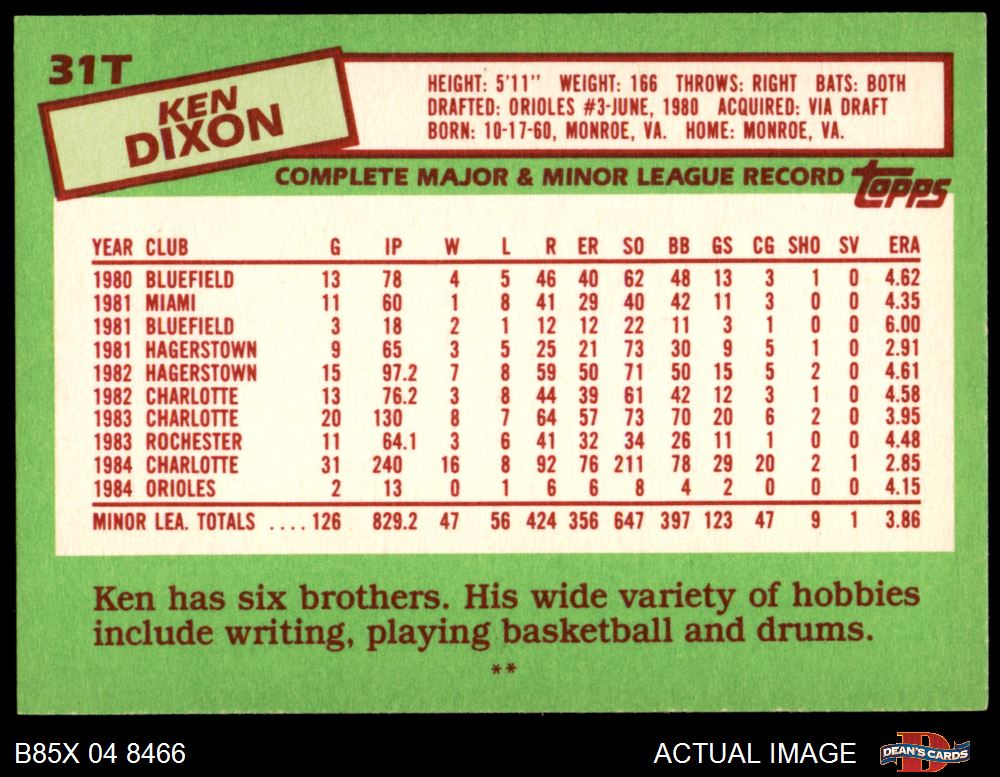 31T
KEN
DIXON
HEIGHT: 5'11" WEIGHT: 166 THROWS: RIGHT BATS: BOTH
DRAFTED: ORIOLES #3-JUNE, 1980 ACQUIRED: VIA DRAFT
BORN: 10-17-60, MONROE, VA. HOME: MONROE, VA.
COMPLETE MAJOR & MINOR LEAGUE RECORD topps
YEAR CLUB G IP W L R ER SO BB GS CG SHO SV ERA
1980 BLUEFIELD 13 78 4 5 46 40 62 48 13 3 1 0 4.62
1981 MIAMI 11 60 1 8 41 29 40 42 11 3 0 0 4.35
1981 BLUEFIELD 3 18 2 1 12 12 22 11 3 1 0 0 6.00
1981 HAGERSTOWN 9 65 3 5 25 21 73 30 9 5 1 0 2.91
1982 HAGERSTOWN 15 97.2 7 8 59 50 71 50 15 5 2 0 4.61
1982 CHARLOTTE 13 76.2 3 8 44 39 61 42 12 3 1 0 4.58
1983 CHARLOTTE 20 130 8 7 64 57 73 70 20 6 2 0 3.95
1983 ROCHESTER 11 64.1 3 6 41 32 34 26 11 1 0 0 4.48
1984 CHARLOTTE 31 240 16 8 92 76 211 78 29 20 2 1 2.85
1984 ORIOLES 2 13 0 1 6 6 8 4 2 0 0 0 4.15
MINOR LEA. TOTALS ....126 829.2 47 56 424 356 647 397 123 47 9 1 3.86
Ken has six brothers. His wide variety of hobbies
include writing, playing basketball and drums.
**
B85X 04 8466 ACTUAL IMAGE DEAN'S CARDS